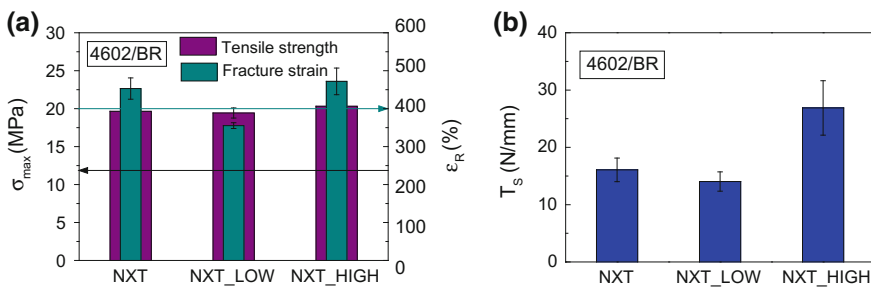 (a)
30
25
20
15
10
5
0
σmax (MPa)
4602/BR
Tensile strength
Fracture strain
600
500
400
300
200
100
0
εR (%)
NXT
NXT_LOW
NXT_HIGH
(b)
40
30
20
10
0
TS (N/mm)
4602/BR
NXT
NXT_LOW
NXT_HIGH